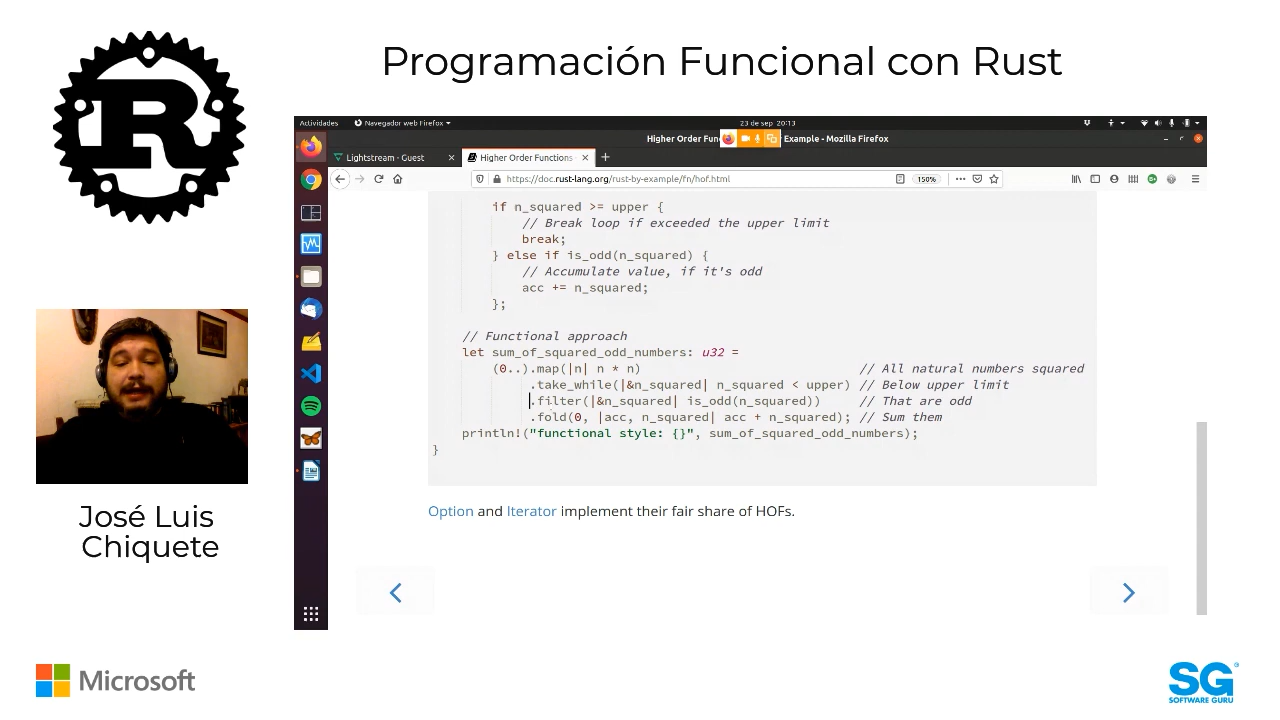 Programación Funcional con Rust
Actividades
Navegador web Firefox
23 de sep 20:13
Higher Order Fun
Example - Mozilla Firefox
Lightstream - Guest
Higher Order Functions
https://doc.rust-lang.org/rust-by-example/fn/hof.html
150%
if n_squared >= upper {
// Break loop if exceeded the upper limit
break;
} else if is_odd(n_squared) {
// Accumulate value, if it's odd
acc += n_squared;
};
// Functional approach
let sum_of_squared_odd_numbers: u32 =
(0..).map(|n| n * n) // All natural numbers squared
.take_while(|&n_squared| n_squared < upper) // Below upper limit
.filter(|&n_squared| is_odd(n_squared)) // That are odd
.fold(0, |acc, n_squared| acc + n_squared); // Sum them
println!("functional style: {}", sum_of_squared_odd_numbers);
}
Option and Iterator implement their fair share of HOFs.
José Luis
Chiquete
Microsoft
SG
SOFTWARE GURU